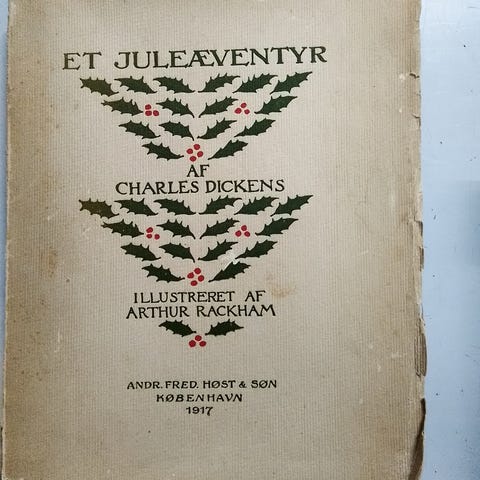 ET JULEÆVENTYR
AF
CHARLES DICKENS
ILLUSTRERET AF
ARTHUR RACKHAM
ANDR. FRED. HØST & SØN
KØBENHAVN
1917